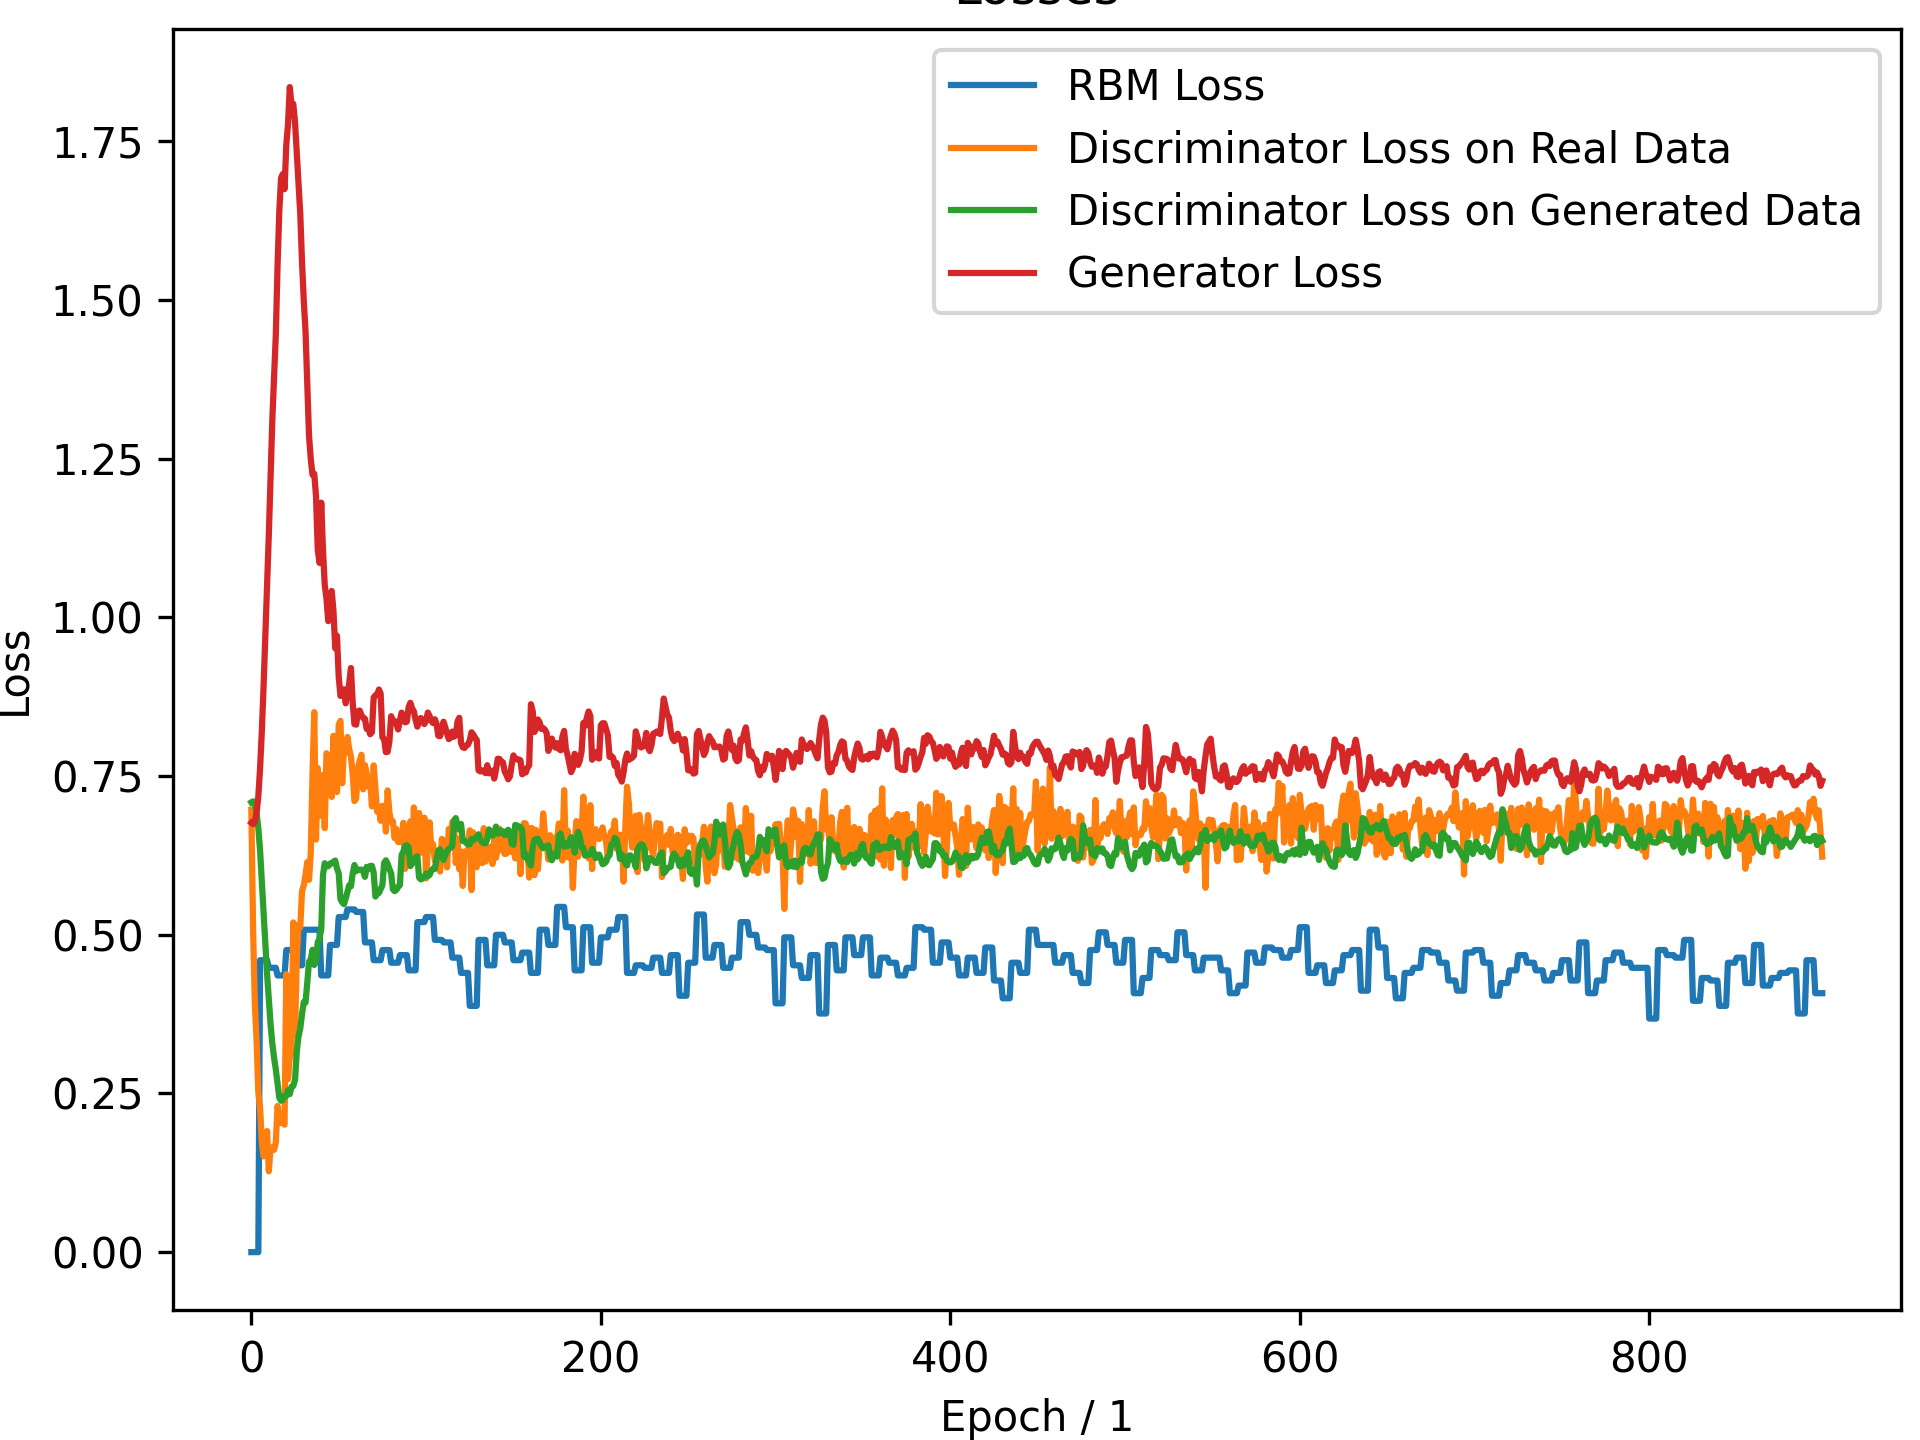 Losses
RBM Loss
Discriminator Loss on Real Data
Discriminator Loss on Generated Data
Generator Loss
1.75
1.50
1.25
1.00
0.75
0.50
0.25
0.00
Loss
0 200 400 600 800
Epoch / 1